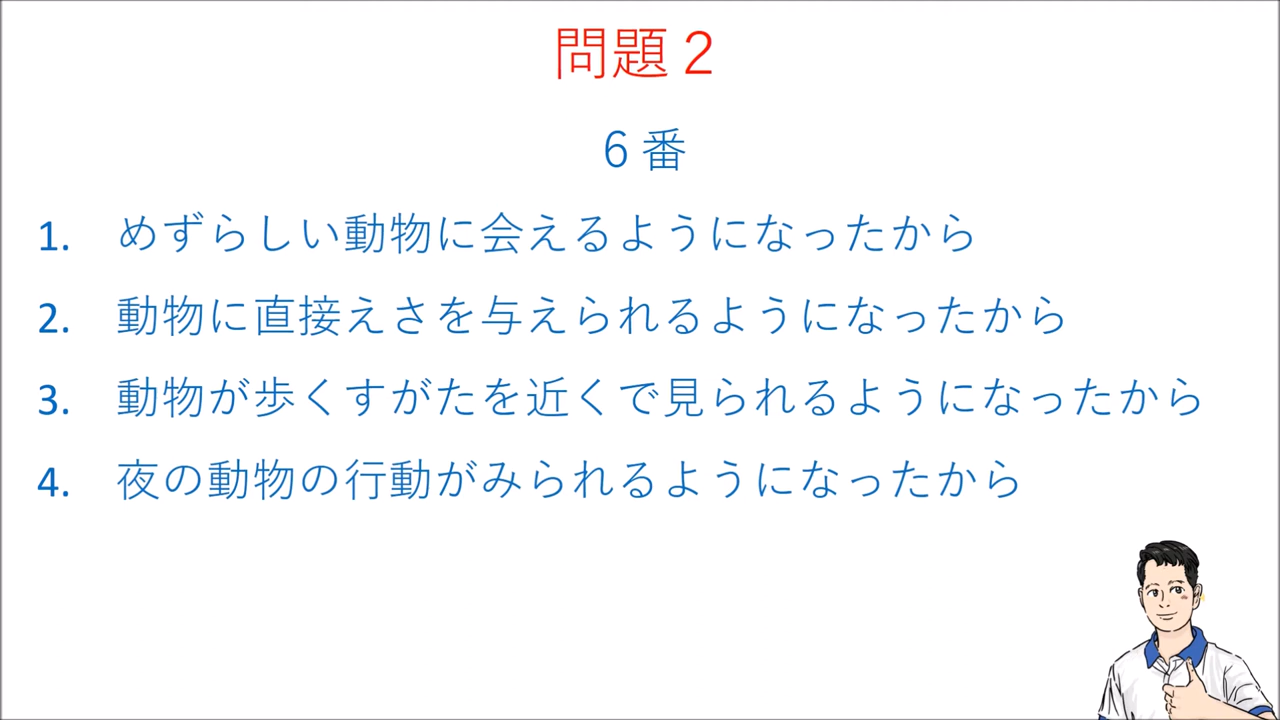 問題２
６番
1. めずらしい動物に会えるようになったから
2. 動物に直接えさを与えられるようになったから
3. 動物が歩くすがたを近くで見られるようになったから
4. 夜の動物の行動がみられるようになったから